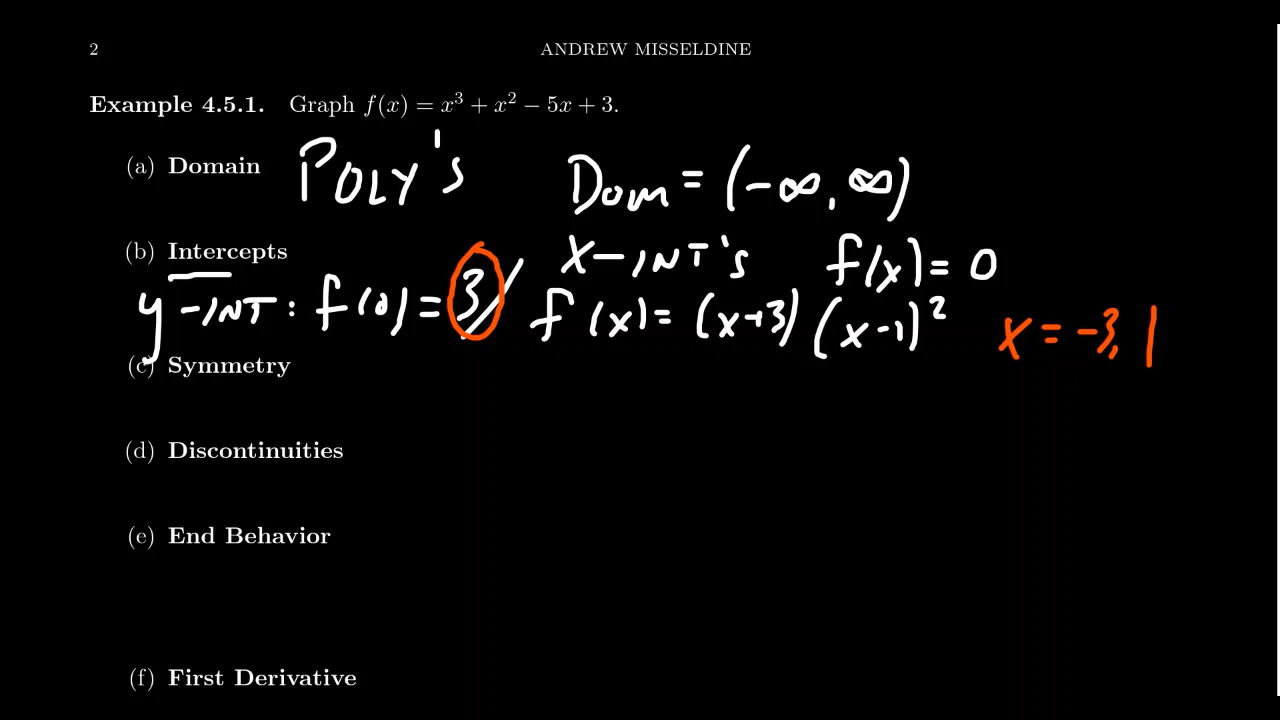 2 ANDREW MISSELDINE
Example 4.5.1. Graph f(x) = x³ + x² − 5x + 3.
(a) Domain POLY's Dom = (-∞, ∞)
(b) Intercepts x-INT's f(x) = 0
y-INT: f(0) = 3 f(x) = (x+3)(x-1)² x = -3, 1
(c) Symmetry
(d) Discontinuities
(e) End Behavior
(f) First Derivative